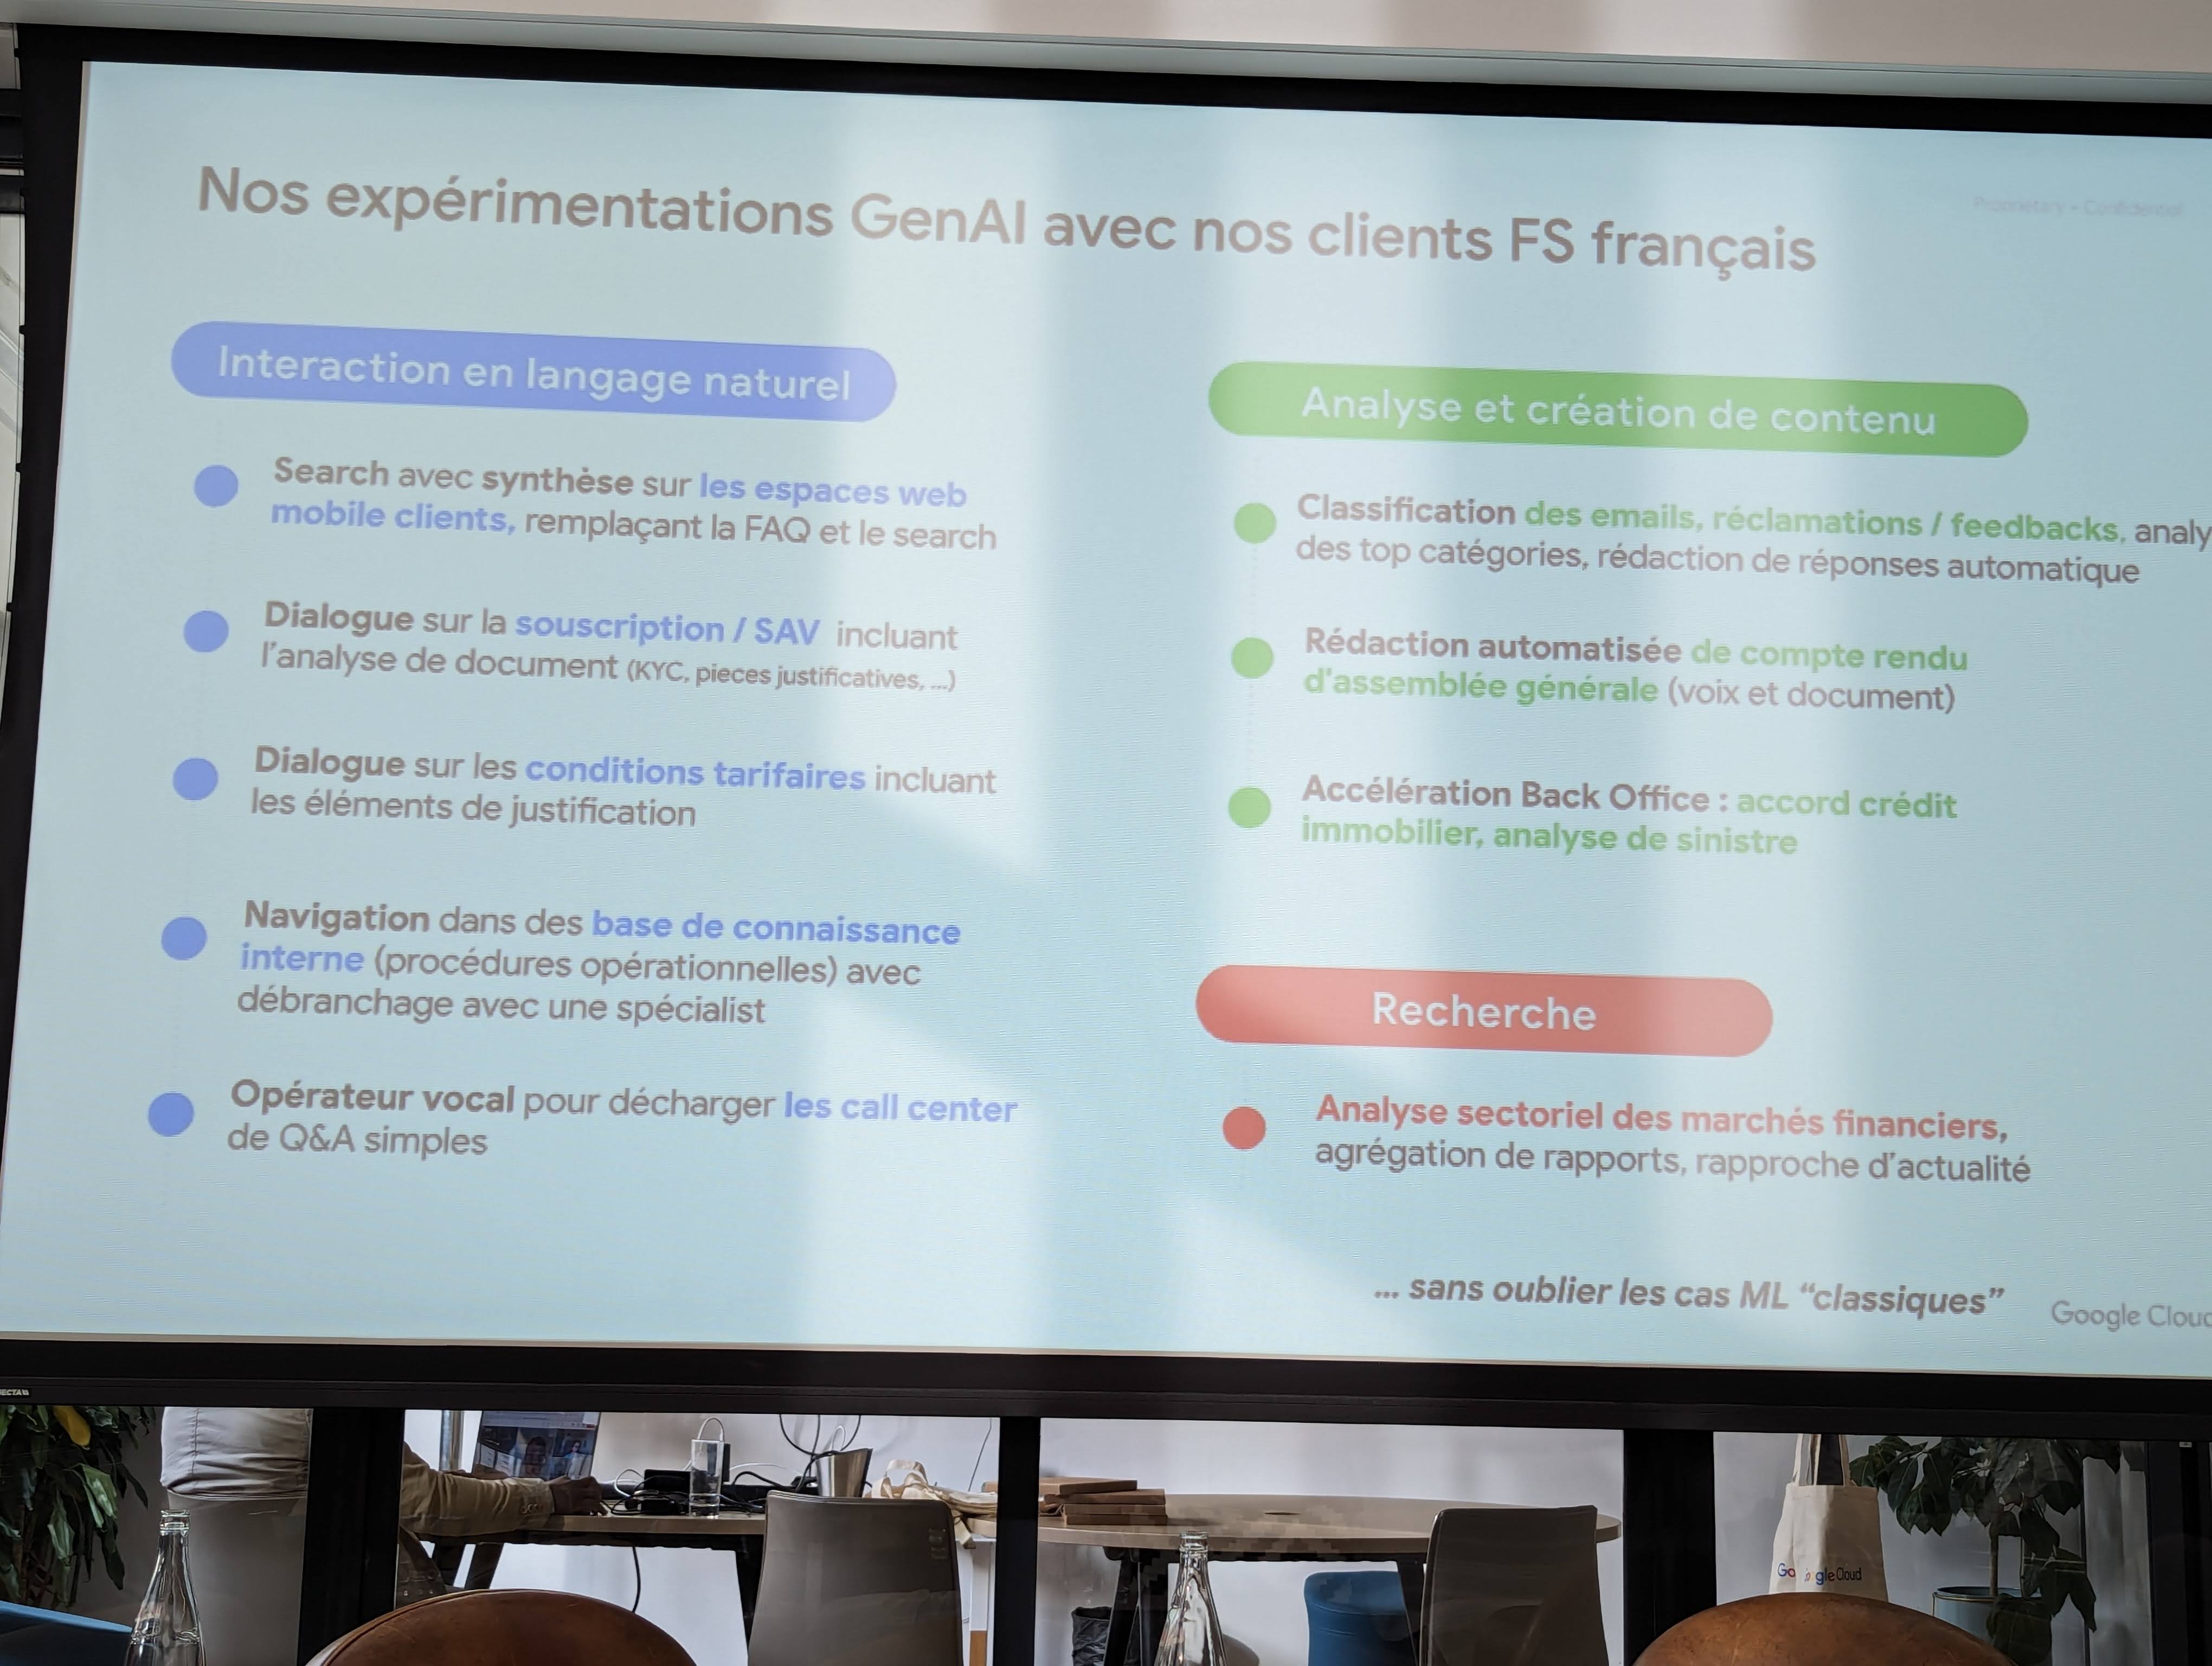 Proprietary + Confidential
Nos expérimentations GenAI avec nos clients FS français
Interaction en langage naturel
Search avec synthèse sur les espaces web
mobile clients, remplaçant la FAQ et le search
Dialogue sur la souscription / SAV incluant
l'analyse de document (KYC, pieces justificatives, ...)
Dialogue sur les conditions tarifaires incluant
les éléments de justification
Navigation dans des base de connaissance
interne (procédures opérationnelles) avec
débranchage avec une spécialist
Opérateur vocal pour décharger les call center
de Q&A simples
Analyse et création de contenu
Classification des emails, réclamations / feedbacks, analy
des top catégories, rédaction de réponses automatique
Rédaction automatisée de compte rendu
d'assemblée générale (voix et document)
Accélération Back Office : accord crédit
immobilier, analyse de sinistre
Recherche
Analyse sectoriel des marchés financiers,
agrégation de rapports, rapproche d'actualité
... sans oublier les cas ML “classiques”
Google Cloud